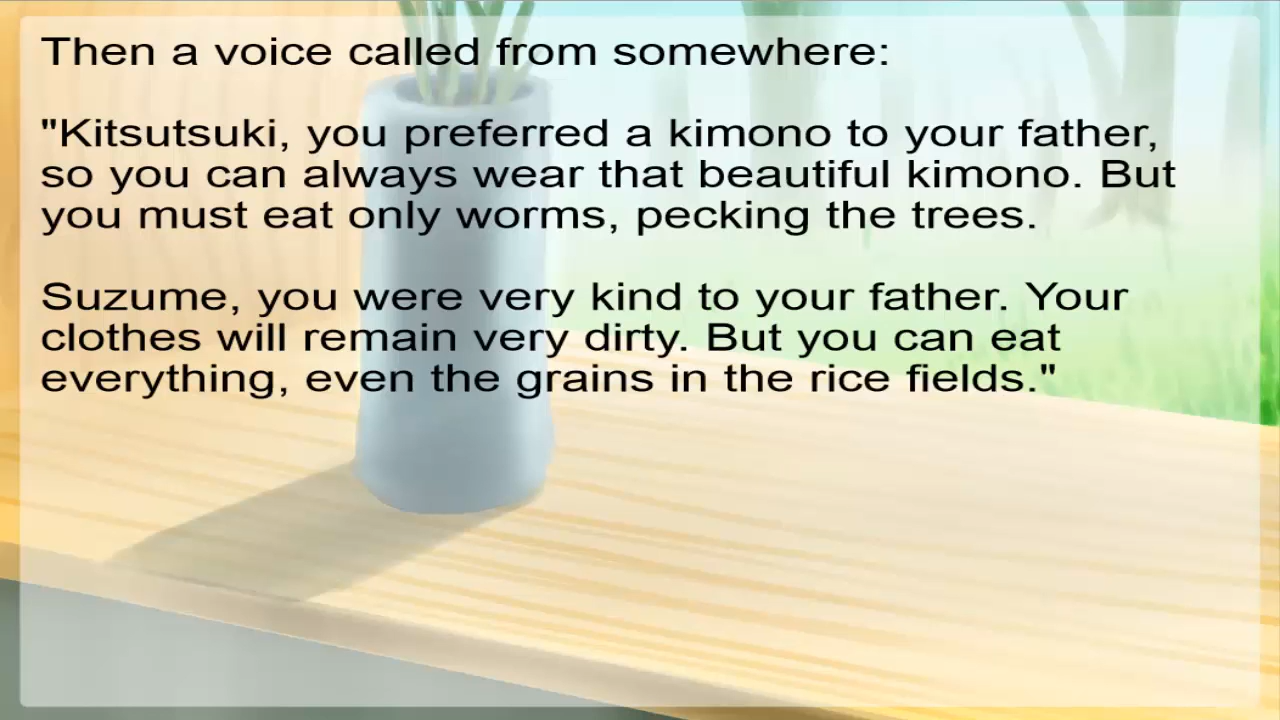 Then a voice called from somewhere:
"Kitsutsuki, you preferred a kimono to your father,
so you can always wear that beautiful kimono. But
you must eat only worms, pecking the trees.
Suzume, you were very kind to your father. Your
clothes will remain very dirty. But you can eat
everything, even the grains in the rice fields."